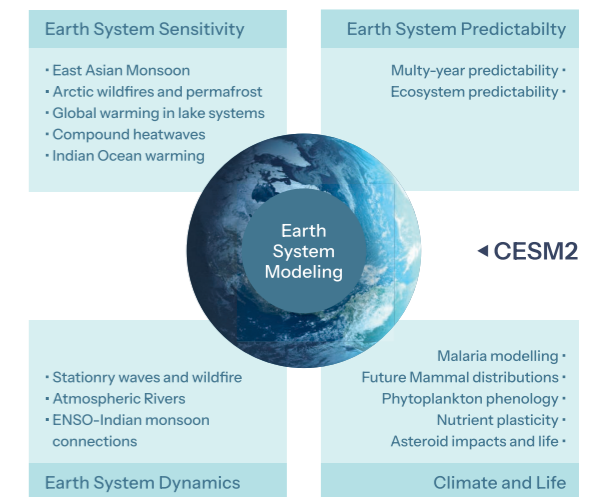 Earth System Sensitivity
• East Asian Monsoon
• Arctic wildfires and permafrost
• Global warming in lake systems
• Compound heatwaves
• Indian Ocean warming
Earth System Predictabilty
Multy-year predictability •
Ecosystem predictability •
Earth
System
Modeling
◄ CESM2
• Stationry waves and wildfire
• Atmospheric Rivers
• ENSO-Indian monsoon
connections
Earth System Dynamics
Malaria modelling •
Future Mammal distributions •
Phytoplankton phenology •
Nutrient plasticity •
Asteroid impacts and life •
Climate and Life